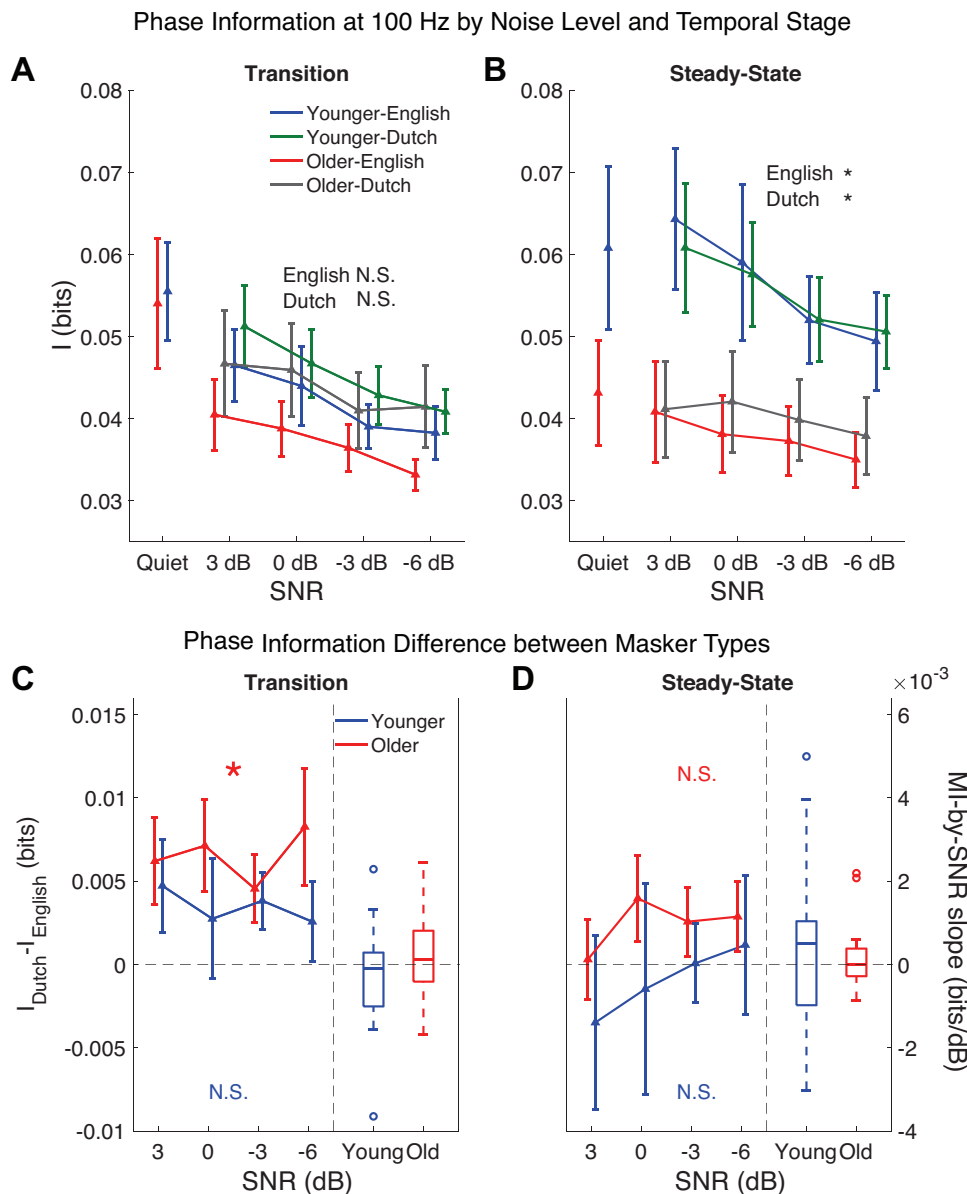 Phase Information at 100 Hz by Noise Level and Temporal Stage
A
Transition
0.08
0.07
0.06
0.05
0.04
0.03
I (bits)
Younger-English
Younger-Dutch
Older-English
Older-Dutch
English N.S.
Dutch N.S.
Quiet 3 dB 0 dB -3 dB -6 dB
SNR
B
Steady-State
0.08
0.07
0.06
0.05
0.04
0.03
English *
Dutch *
Quiet 3 dB 0 dB -3 dB -6 dB
SNR
Phase Information Difference between Masker Types
C
Transition
0.015
0.01
0.005
0
-0.005
-0.01
I_Dutch-I_English (bits)
Younger
Older
*
N.S.
3 0 -3 -6 Young Old
SNR (dB)
D
Steady-State
×10-3
6
4
2
0
-2
-4
MI-by-SNR slope (bits/dB)
N.S.
N.S.
3 0 -3 -6 Young Old
SNR (dB)